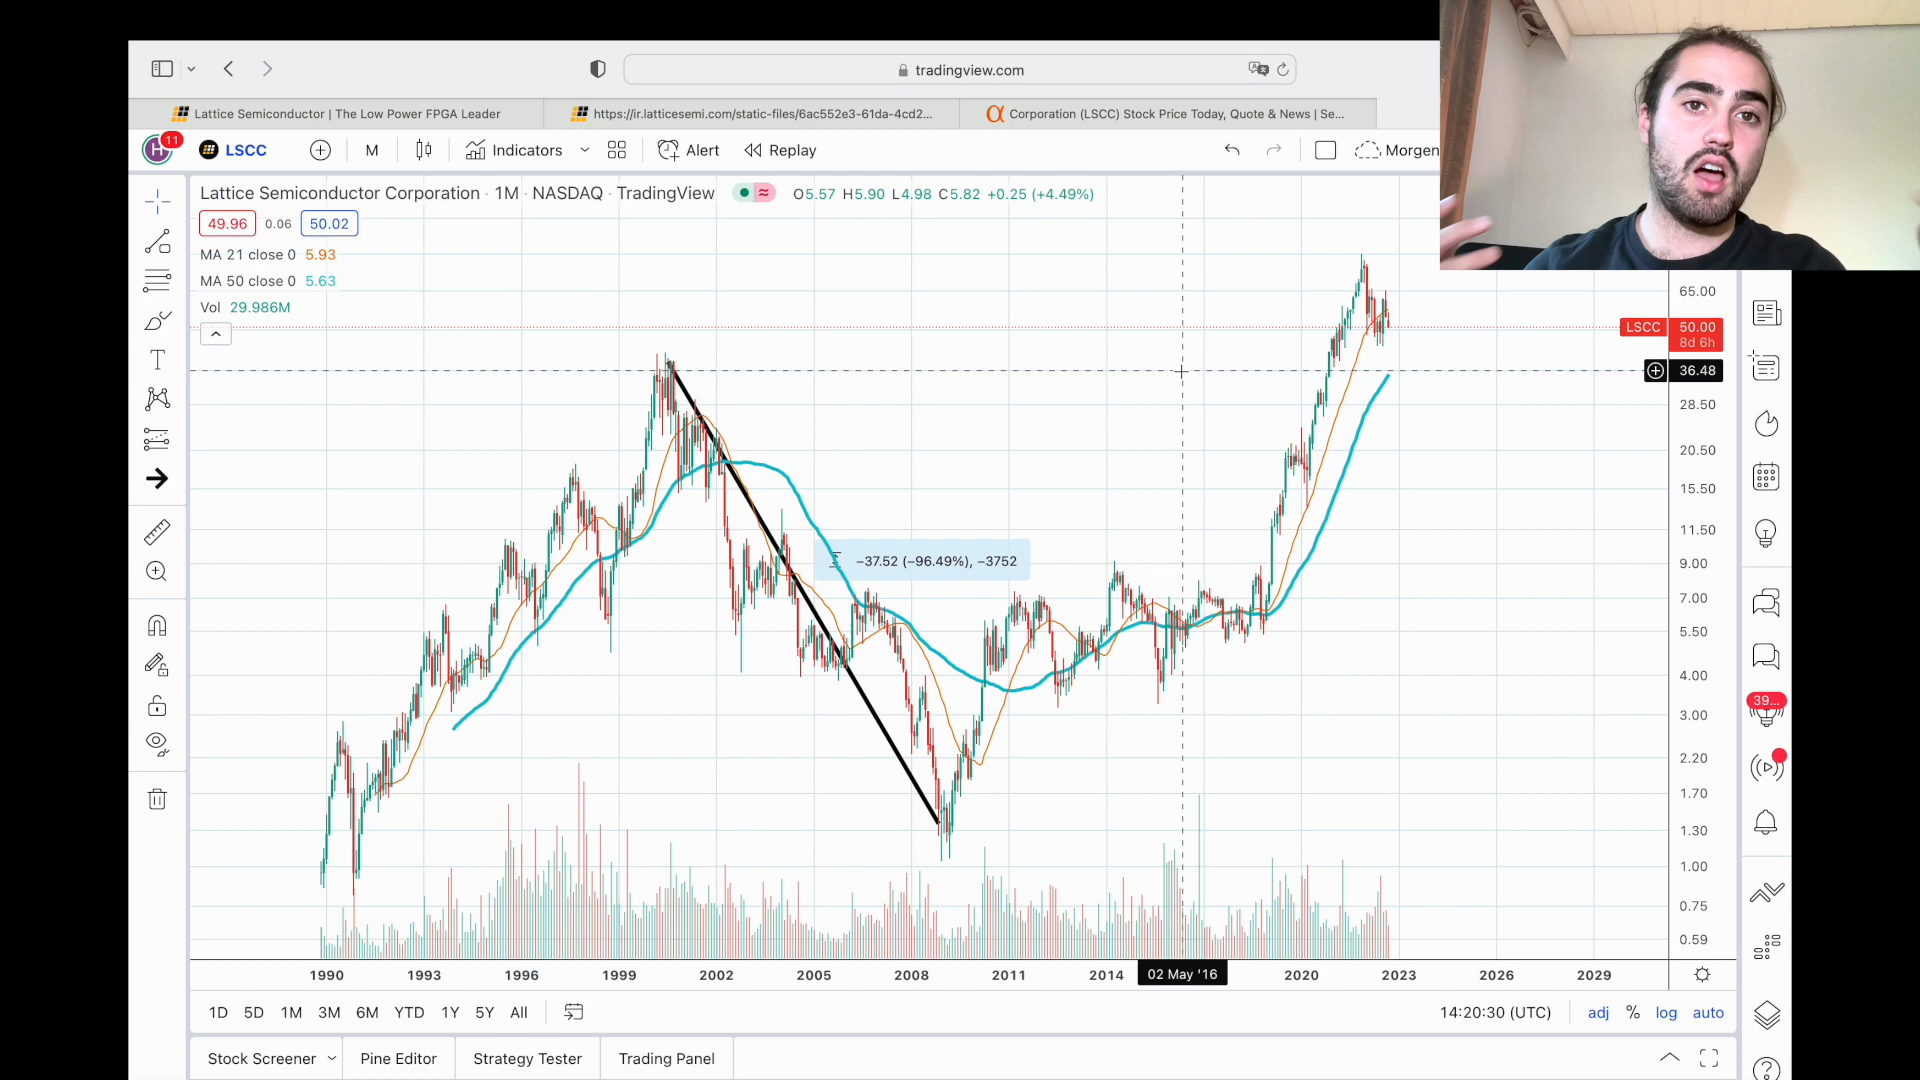 tradingview.com
Lattice Semiconductor | The Low Power FPGA Leader
https://ir.latticesemi.com/static-files/6ac552e3-61da-4cd2...
Corporation (LSCC) Stock Price Today, Quote & News | Se...
H 11
LSCC
M
Indicators
Alert
Replay
Morgen
Lattice Semiconductor Corporation · 1M · NASDAQ · TradingView
O5.57 H5.90 L4.98 C5.82 +0.25 (+4.49%)
49.96 0.06 50.02
MA 21 close 0 5.93
MA 50 close 0 5.63
Vol 29.986M
65.00
LSCC 50.00
8d 6h
36.48
28.50
20.50
15.50
11.50
−37.52 (−96.49%), −3752
9.00
7.00
5.50
4.00
3.00
39...
2.20
1.70
1.30
1.00
0.75
0.59
1990 1993 1996 1999 2002 2005 2008 2011 2014 02 May '16 2020 2023 2026 2029
1D 5D 1M 3M 6M YTD 1Y 5Y All
14:20:30 (UTC) adj % log auto
Stock Screener Pine Editor Strategy Tester Trading Panel